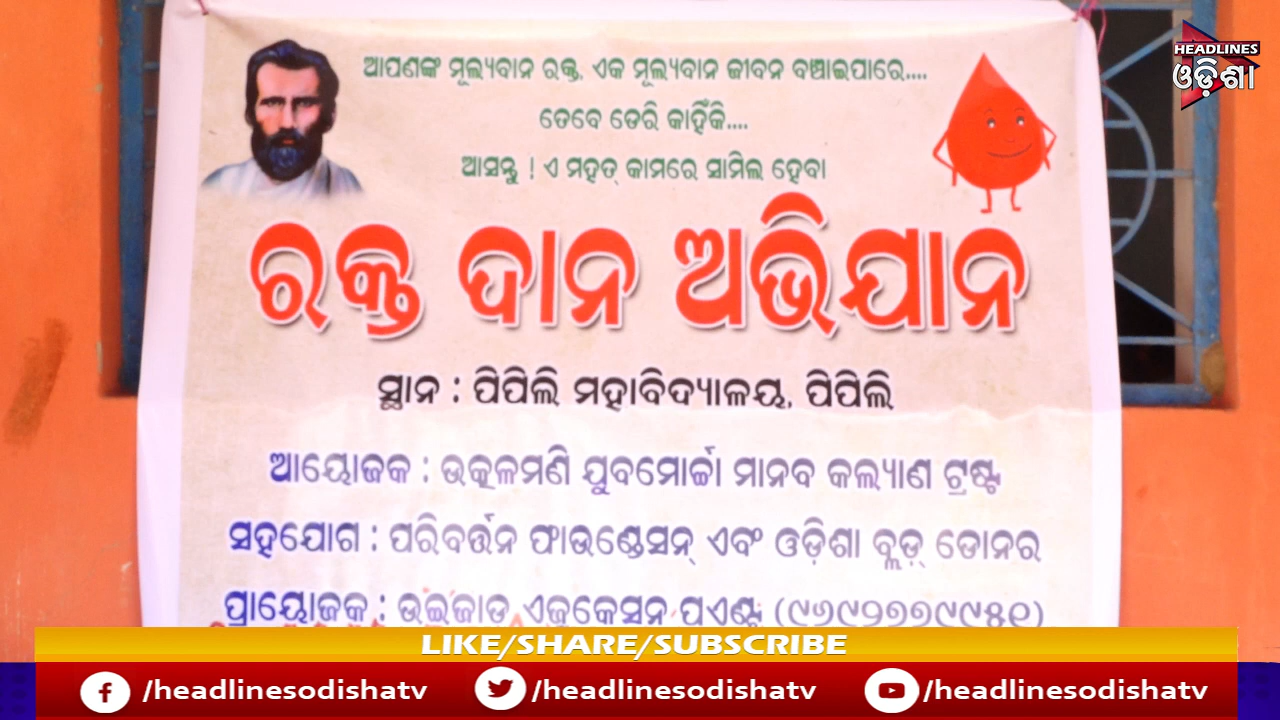 ଆପଣଙ୍କ ମୂଲ୍ୟବାନ ରକ୍ତ, ଏକ ମୂଲ୍ୟବାନ ଜୀବନ ବଞ୍ଚାଇପାରେ....
ତେବେ ଡେରି କାହିଁକି....
ଆସନ୍ତୁ ! ଏ ମହତ୍ କାମରେ ସାମିଲ ହେବା
ରକ୍ତ ଦାନ ଅଭିଯାନ
ସ୍ଥାନ : ପିପିଲି ମହାବିଦ୍ୟାଳୟ, ପିପିଲି
ଆୟୋଜକ : ଉତ୍କଳମଣି ଯୁବମୋର୍ଚ୍ଚା ମାନବ କଲ୍ୟାଣ ଟ୍ରଷ୍ଟ
ସହଯୋଗ : ପରିବର୍ତ୍ତନ ଫାଉଣ୍ଡେସନ୍ ଏବଂ ଓଡ଼ିଶା ବ୍ଲଡ୍ ଡୋନର
ପ୍ରାୟୋଜକ : ଉଇଜାଡ ଏଜୁକେସନ ପଏଣ୍ଟ (୯୬୯୨୭୭୯୯୫୧)
HEADLINES
ଓଡ଼ିଶା
LIKE/SHARE/SUBSCRIBE
/headlinesodishatv /headlinesodishatv /headlinesodishatv